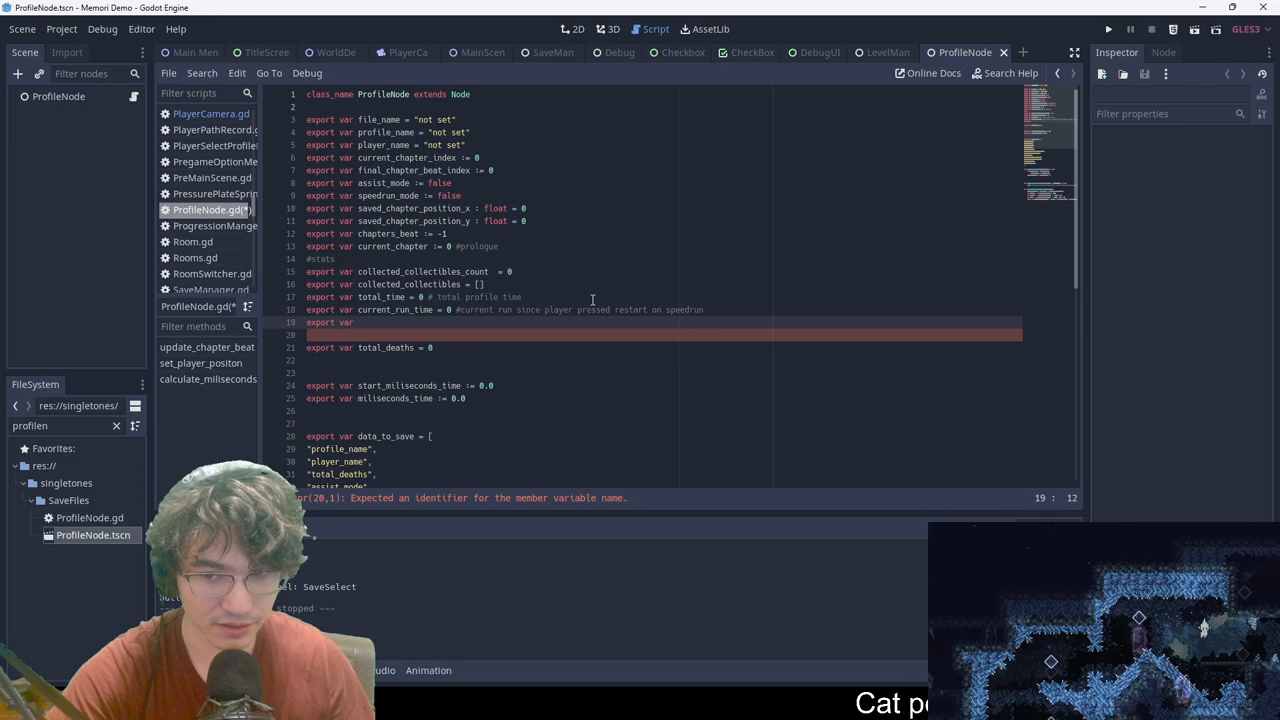 ProfileNode.tscn - Memori Demo - Godot Engine
Scene Project Debug Editor Help
2D 3D Script AssetLib
GLES3
Scene Import
Main Men TitleScree WorldDe PlayerCa MainScen SaveMan Debug Checkbox CheckBox DebugUI LevelMan ProfileNode
Inspector Node
Filter nodes
File Search Edit Go To Debug
Online Docs Search Help
ProfileNode
Filter scripts
Filter properties
PlayerCamera.gd
PlayerPathRecord.g
PlayerSelectProfile
PregameOptionMe
PreMainScene.gd
PressurePlateSprin
ProfileNode.gd(*)
ProgressionMange
Room.gd
Rooms.gd
RoomSwitcher.gd
SaveManager.gd
ProfileNode.gd(*
Filter methods
update_chapter_beat
set_player_positon
calculate_miliseconds
1 class_name ProfileNode extends Node
2
3 export var file_name = "not set"
4 export var profile_name = "not set"
5 export var player_name = "not set"
6 export var current_chapter_index := 0
7 export var final_chapter_beat_index := 0
8 export var assist_mode := false
9 export var speedrun_mode := false
10 export var saved_chapter_position_x : float = 0
11 export var saved_chapter_position_y : float = 0
12 export var chapters_beat := -1
13 export var current_chapter := 0 #prologue
14 #stats
15 export var collected_collectibles_count = 0
16 export var collected_collectibles = []
17 export var total_time = 0 # total profile time
18 export var current_run_time = 0 #current run since player pressed restart on speedrun
19 export var
20
21 export var total_deaths = 0
22
23
24 export var start_miliseconds_time := 0.0
25 export var miliseconds_time := 0.0
26
27
28 export var data_to_save = [
29 "profile_name",
30 "player_name",
31 "total_deaths",
"assist_mode"
or(20,1): Expected an identifier for the member variable name.
19 : 12
FileSystem
res://singletones/
profilen
Favorites:
res://
singletones
SaveFiles
ProfileNode.gd
ProfileNode.tscn
el: SaveSelect
--- stopped ---
udio Animation
Cat